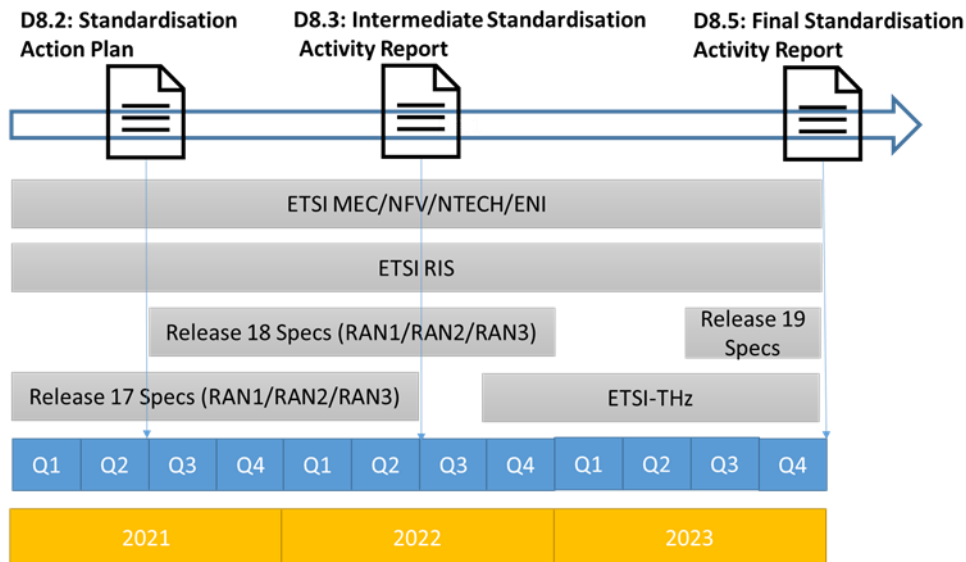 D8.2: Standardisation
Action Plan
D8.3: Intermediate Standardisation
Activity Report
D8.5: Final Standardisation
Activity Report
ETSI MEC/NFV/NTECH/ENI
ETSI RIS
Release 18 Specs (RAN1/RAN2/RAN3)
Release 19
Specs
Release 17 Specs (RAN1/RAN2/RAN3)
ETSI-THz
Q1 Q2 Q3 Q4 Q1 Q2 Q3 Q4 Q1 Q2 Q3 Q4
2021 2022 2023